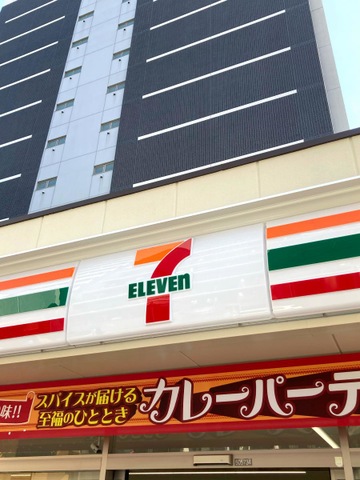 7
ELEVEn
味!!
スパイスが届ける
至福のひととき
カレーパーテ